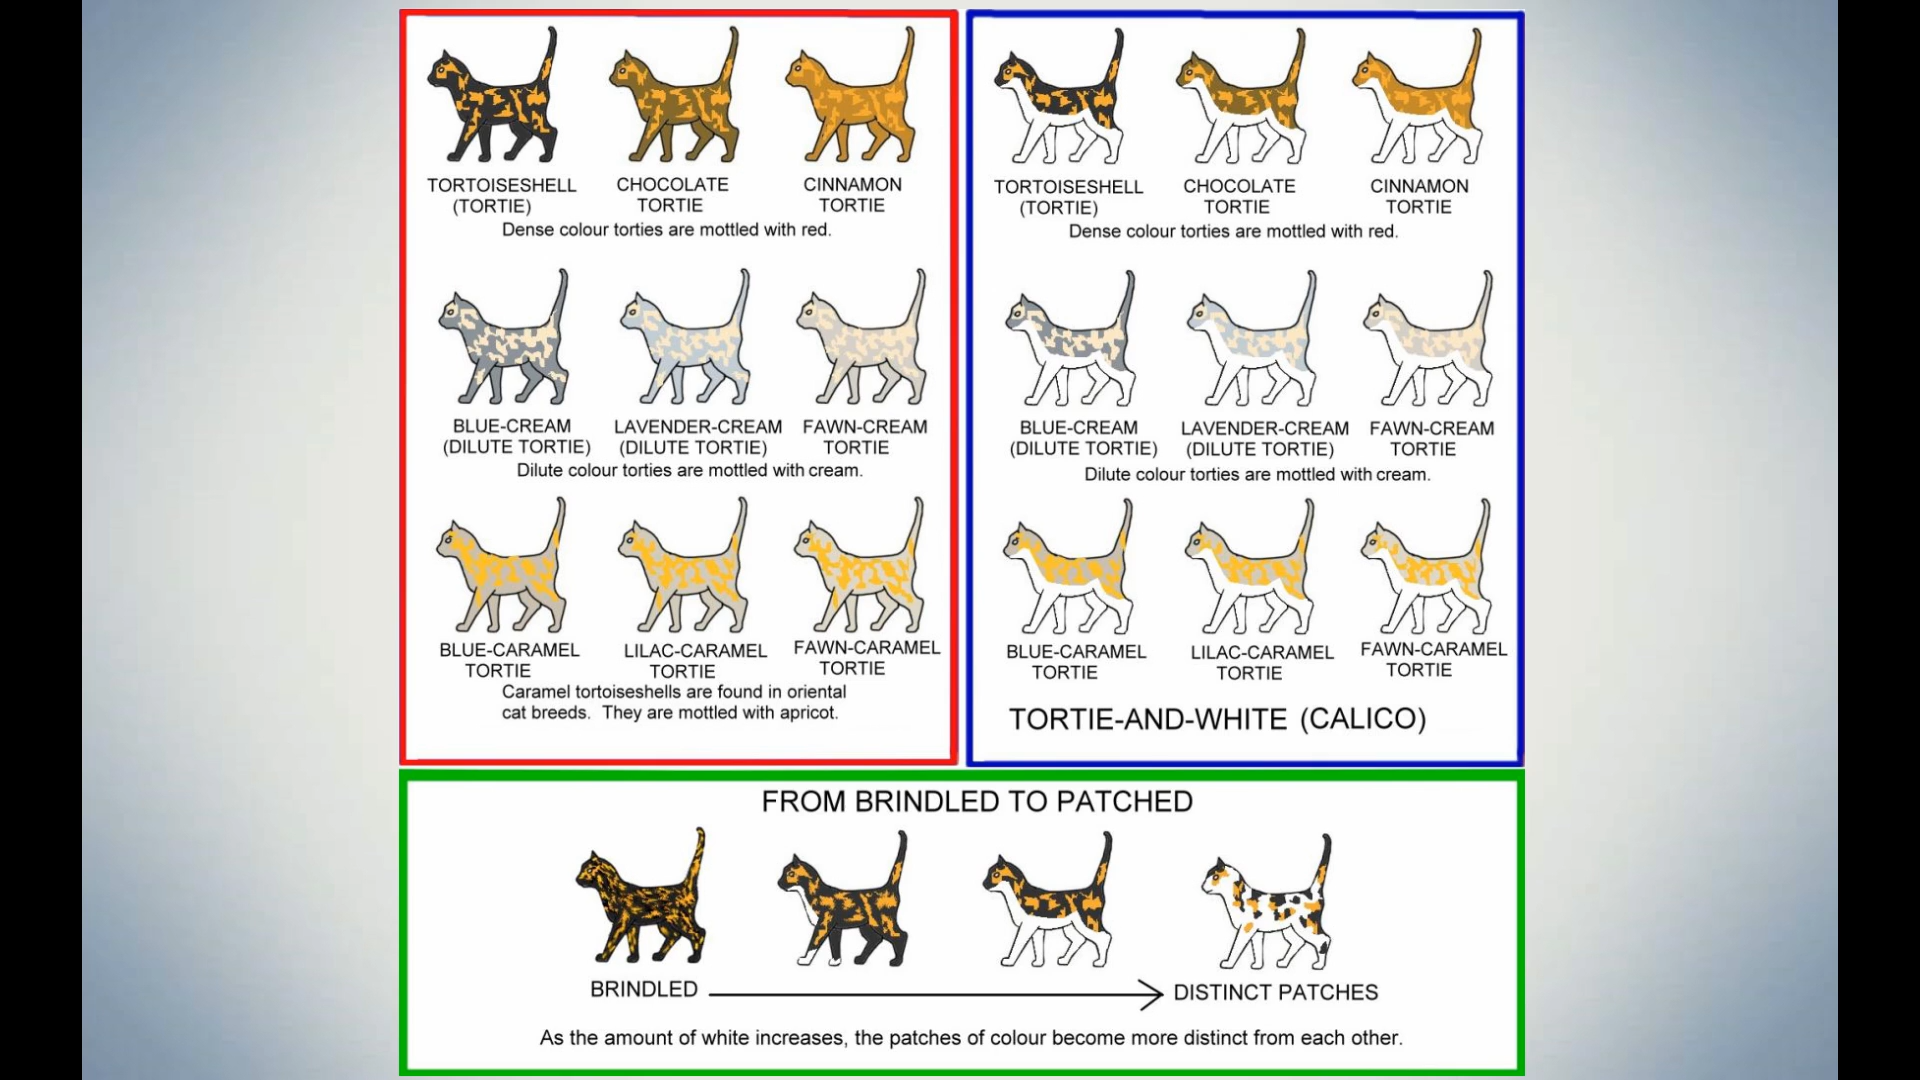 TORTOISESHELL
(TORTIE)
CHOCOLATE
TORTIE
CINNAMON
TORTIE
Dense colour torties are mottled with red.
BLUE-CREAM
(DILUTE TORTIE)
LAVENDER-CREAM
(DILUTE TORTIE)
FAWN-CREAM
TORTIE
Dilute colour torties are mottled with cream.
BLUE-CARAMEL
TORTIE
LILAC-CARAMEL
TORTIE
FAWN-CARAMEL
TORTIE
Caramel tortoiseshells are found in oriental
cat breeds. They are mottled with apricot.
TORTOISESHELL
(TORTIE)
CHOCOLATE
TORTIE
CINNAMON
TORTIE
Dense colour torties are mottled with red.
BLUE-CREAM
(DILUTE TORTIE)
LAVENDER-CREAM
(DILUTE TORTIE)
FAWN-CREAM
TORTIE
Dilute colour torties are mottled with cream.
BLUE-CARAMEL
TORTIE
LILAC-CARAMEL
TORTIE
FAWN-CARAMEL
TORTIE
TORTIE-AND-WHITE (CALICO)
FROM BRINDLED TO PATCHED
BRINDLED
DISTINCT PATCHES
As the amount of white increases, the patches of colour become more distinct from each other.